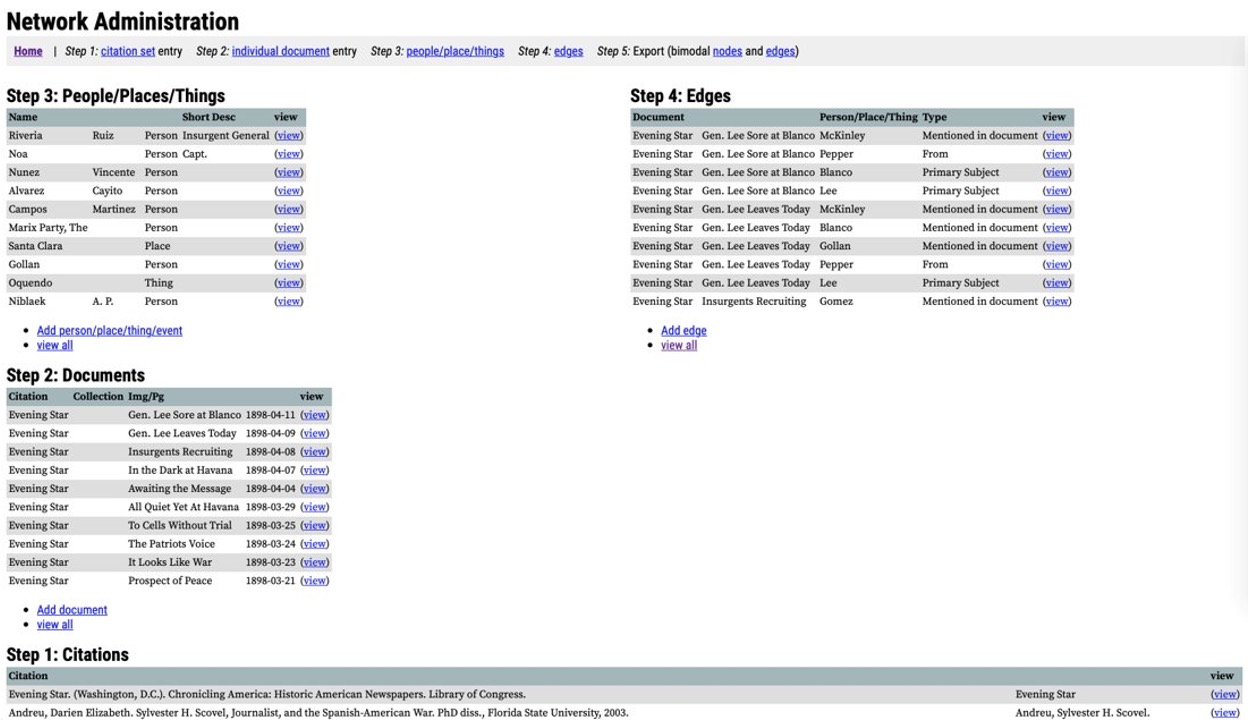 Network Administration
Home | Step 1: citation set entry Step 2: individual document entry Step 3: people/place/things Step 4: edges Step 5: Export (bimodal nodes and edges)
Step 3: People/Places/Things
Name Short Desc view
Riveria Ruiz Person Insurgent General (view)
Noa Person Capt. (view)
Nunez Vincente Person (view)
Alvarez Cayito Person (view)
Campos Martinez Person (view)
Marix Party, The Person (view)
Santa Clara Place (view)
Gollan Person (view)
Oquendo Thing (view)
Niblaek A. P. Person (view)
Add person/place/thing/event
view all
Step 4: Edges
Document Person/Place/Thing Type view
Evening Star Gen. Lee Sore at Blanco McKinley Mentioned in document (view)
Evening Star Gen. Lee Sore at Blanco Pepper From (view)
Evening Star Gen. Lee Sore at Blanco Blanco Primary Subject (view)
Evening Star Gen. Lee Sore at Blanco Lee Primary Subject (view)
Evening Star Gen. Lee Leaves Today McKinley Mentioned in document (view)
Evening Star Gen. Lee Leaves Today Blanco Mentioned in document (view)
Evening Star Gen. Lee Leaves Today Gollan Mentioned in document (view)
Evening Star Gen. Lee Leaves Today Pepper From (view)
Evening Star Gen. Lee Leaves Today Lee Primary Subject (view)
Evening Star Insurgents Recruiting Gomez Mentioned in document (view)
Add edge
view all
Step 2: Documents
Citation Collection Img/Pg view
Evening Star Gen. Lee Sore at Blanco 1898-04-11 (view)
Evening Star Gen. Lee Leaves Today 1898-04-09 (view)
Evening Star Insurgents Recruiting 1898-04-08 (view)
Evening Star In the Dark at Havana 1898-04-07 (view)
Evening Star Awaiting the Message 1898-04-04 (view)
Evening Star All Quiet Yet At Havana 1898-03-29 (view)
Evening Star To Cells Without Trial 1898-03-25 (view)
Evening Star The Patriots Voice 1898-03-24 (view)
Evening Star It Looks Like War 1898-03-23 (view)
Evening Star Prospect of Peace 1898-03-21 (view)
Add document
view all
Step 1: Citations
Citation view
Evening Star. (Washington, D.C.). Chronicling America: Historic American Newspapers. Library of Congress. Evening Star (view)
Andreu, Darien Elizabeth. Sylvester H. Scovel, Journalist, and the Spanish-American War. PhD diss., Florida State University, 2003. Andreu, Sylvester H. Scovel. (view)